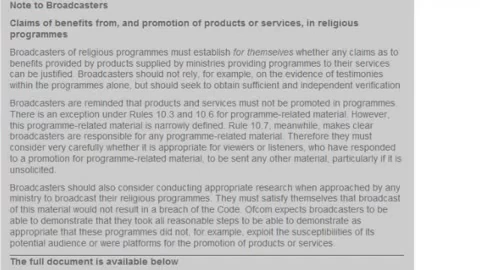 Note to Broadcasters
Claims of benefits from, and promotion of products or services, in religious
programmes
Broadcasters of religious programmes must establish for themselves whether any claims as to
benefits provided by products supplied by ministries providing programmes to their services
can be justified. Broadcasters should not rely, for example, on the evidence of testimonies
within the programmes alone, but should seek to obtain sufficient and independent verification
Broadcasters are reminded that products and services must not be promoted in programmes.
There is an exception under Rules 10.3 and 10.6 for programme-related material. However,
this programme-related material is narrowly defined. Rule 10.7, meanwhile, makes clear
broadcasters are responsible for any programme-related material. Therefore they must
consider very carefully whether it is appropriate for viewers or listeners, who have responded
to a promotion for programme-related material, to be sent any other material, particularly if it is
unsolicited.
Broadcasters should also consider conducting appropriate research when approached by any
ministry to broadcast their religious programmes. They must satisfy themselves that broadcast
of this material would not result in a breach of the Code. Ofcom expects broadcasters to be
able to demonstrate that they took all reasonable steps to be able to demonstrate as
appropriate that these programmes did not, for example, exploit the susceptibilities of its
potential audience or were platforms for the promotion of products or services
The full document is available below